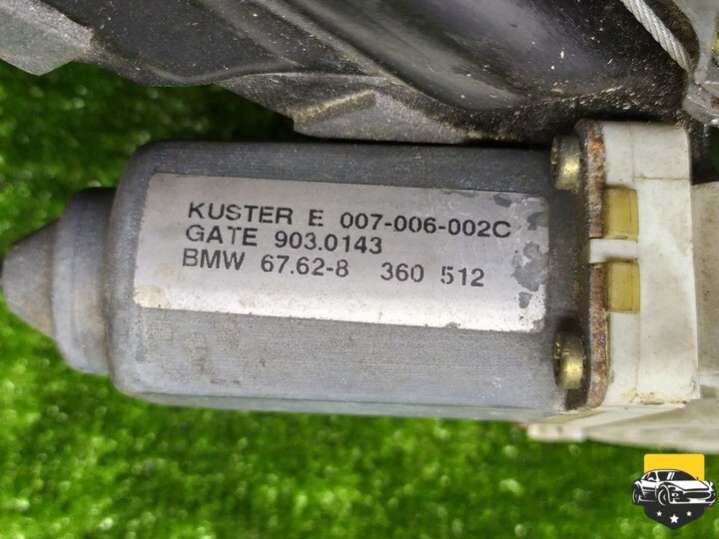 KUSTER E 007-006-002C
GATE 903.0143
BMW 67.62-8 360 512